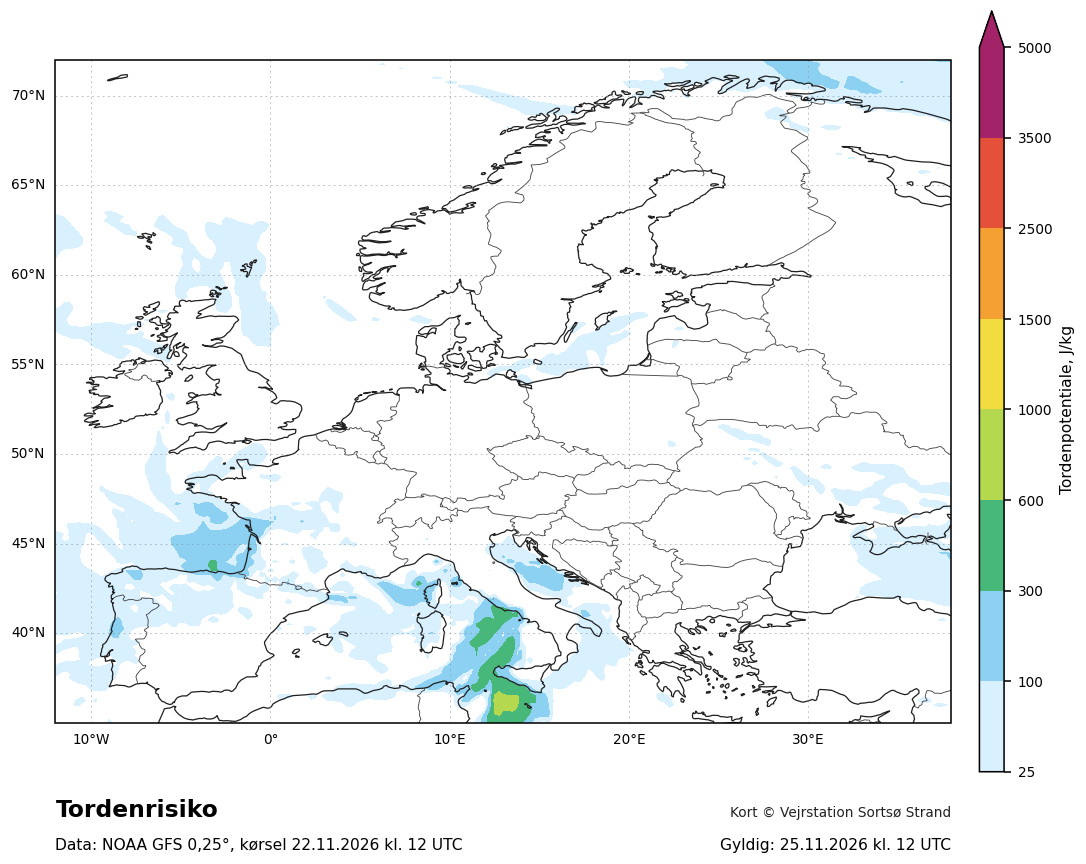 70°N
65°N
60°N
55°N
50°N
45°N
40°N
10°W
0°
10°E
20°E
30°E
5000
3500
2500
1500
1000
600
300
100
25
Tordenpotentiale, J/kg
Tordenrisiko
Kort © Vejrstation Sortsø Strand
Data: NOAA GFS 0,25°, kørsel 22.11.2026 kl. 12 UTC
Gyldig: 25.11.2026 kl. 12 UTC